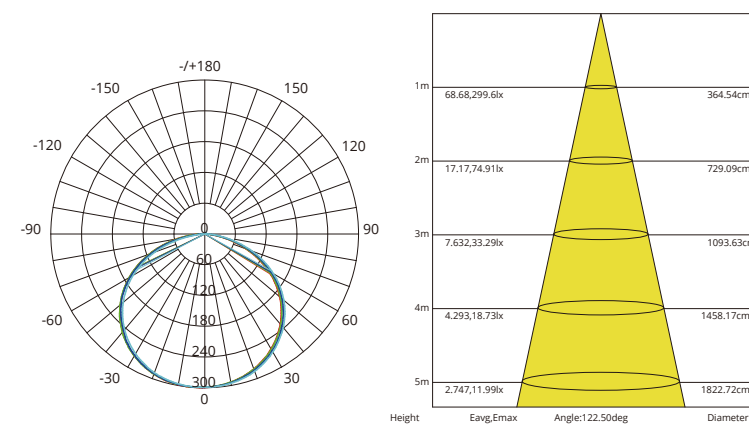 -/+180
-150
150
-120
120
-90
0
90
60
120
-60
60
180
240
-30
300
30
0
1m
68.68,299.6lx
364.54cm
2m
17.17,74.91lx
729.09cm
3m
7.632,33.29lx
1093.63cm
4m
4.293,18.73lx
1458.17cm
5m
2.747,11.99lx
1822.72cm
Height
Eavg,Emax
Angle:122.50deg
Diameter